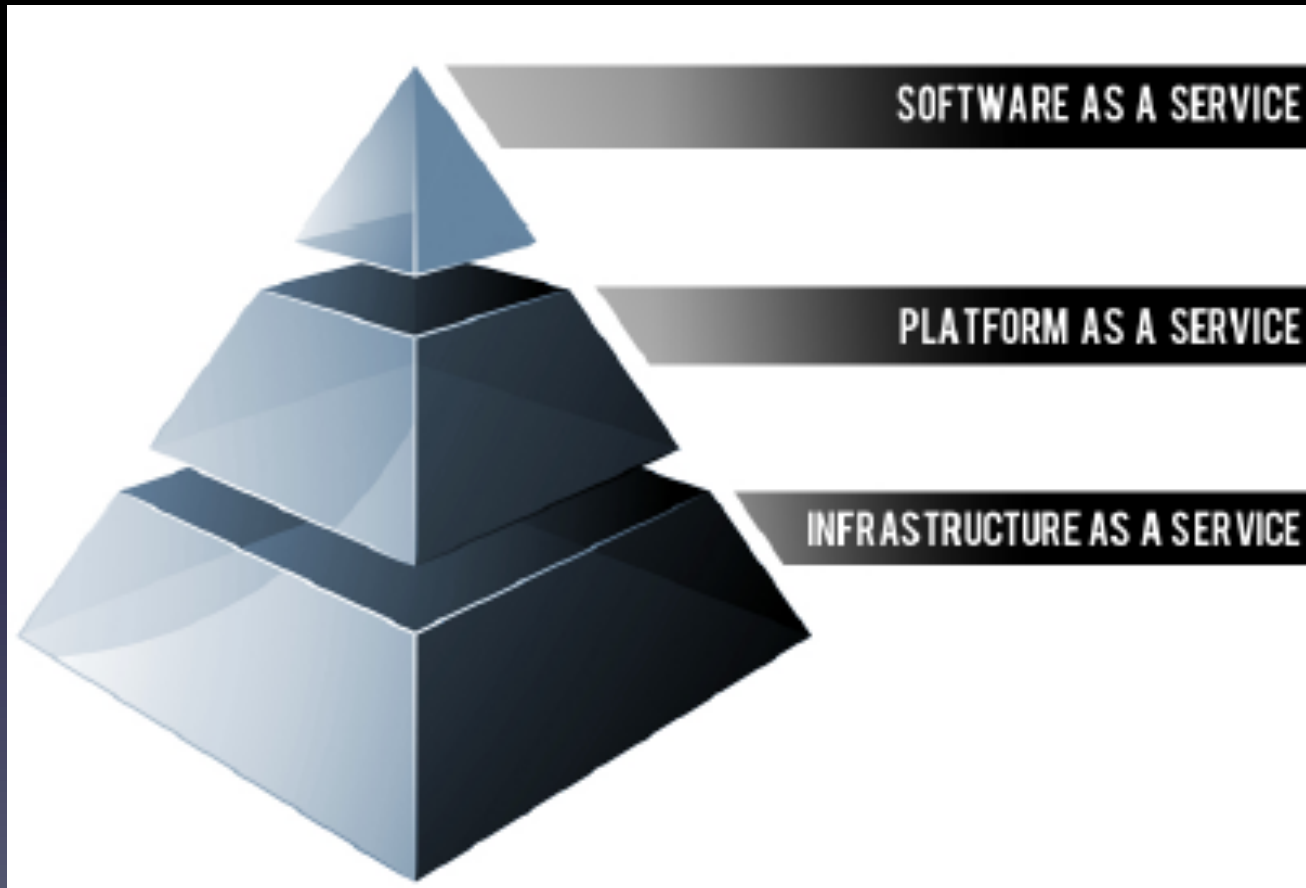 SOFTWARE AS A SERVICE
PLATFORM AS A SERVICE
INFRASTRUCTURE AS A SERVICE